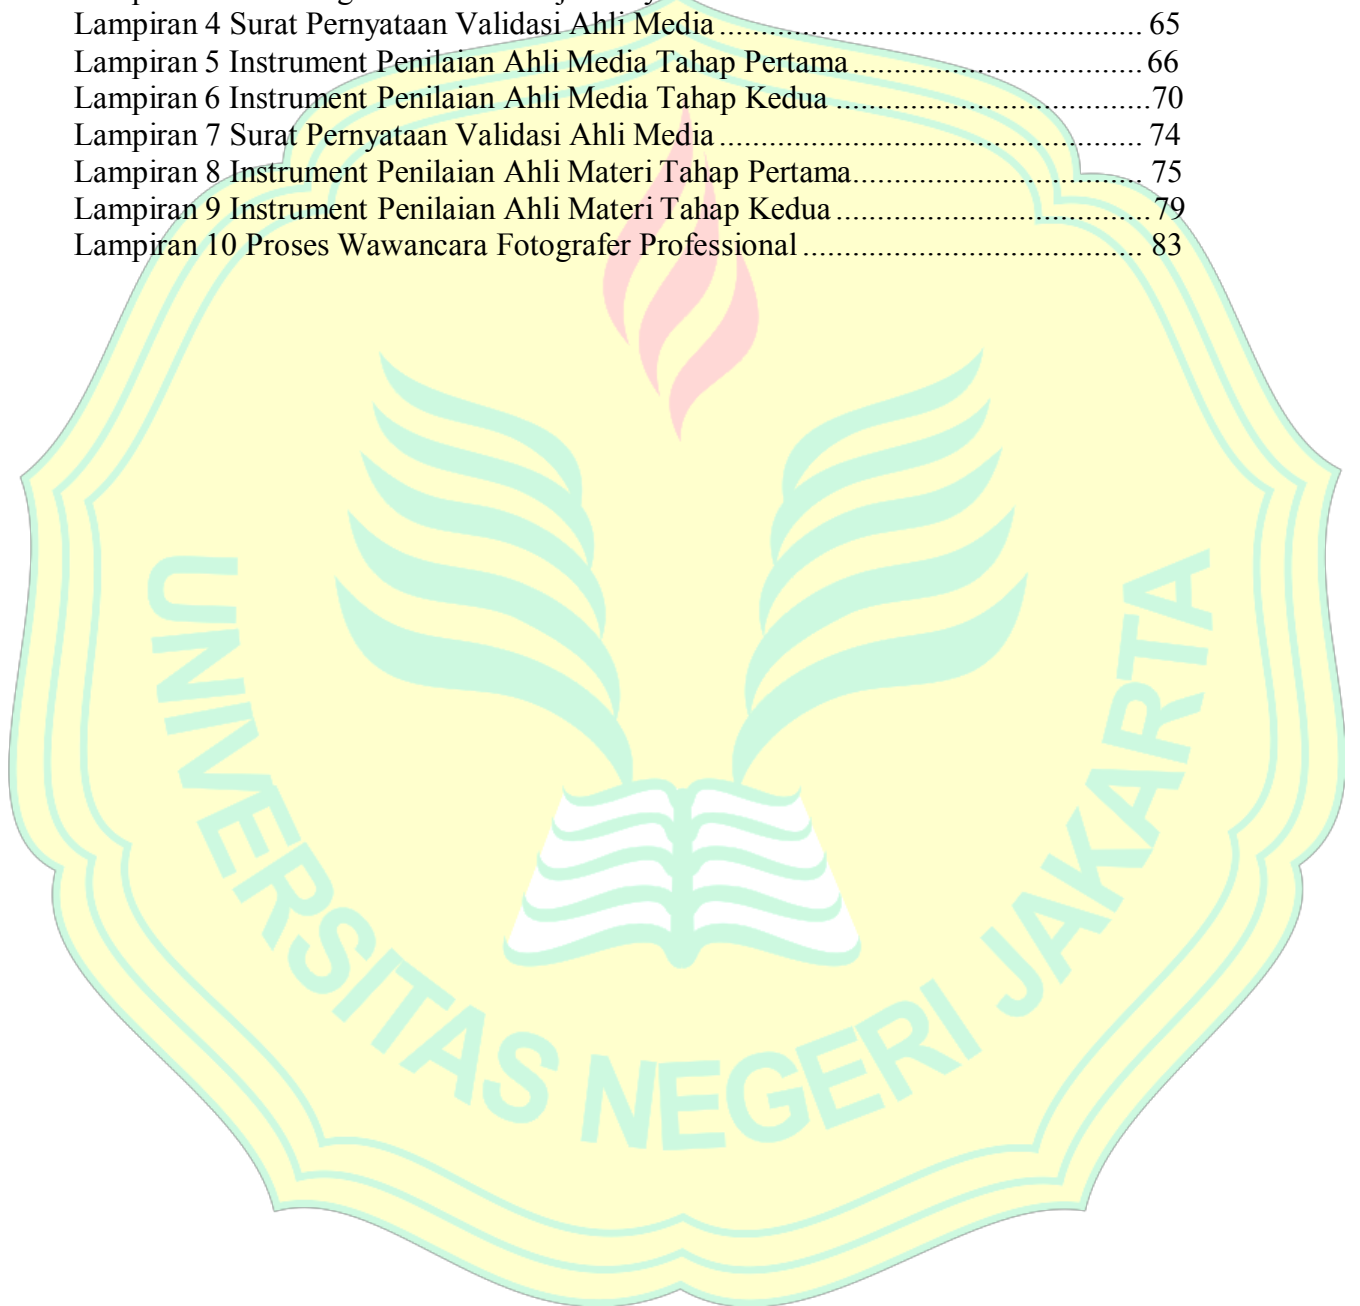 Lampiran 4 Surat Pernyataan Validasi Ahli Media ..................................................... 65
Lampiran 5 Instrument Penilaian Ahli Media Tahap Pertama .................................... 66
Lampiran 6 Instrument Penilaian Ahli Media Tahap Kedua .......................................70
Lampiran 7 Surat Pernyataan Validasi Ahli Media ..................................................... 74
Lampiran 8 Instrument Penilaian Ahli Materi Tahap Pertama.................................... 75
Lampiran 9 Instrument Penilaian Ahli Materi Tahap Kedua .......................................79
Lampiran 10 Proses Wawancara Fotografer Professional .......................................... 83
UNIVERSITAS NEGERI JAKARTA